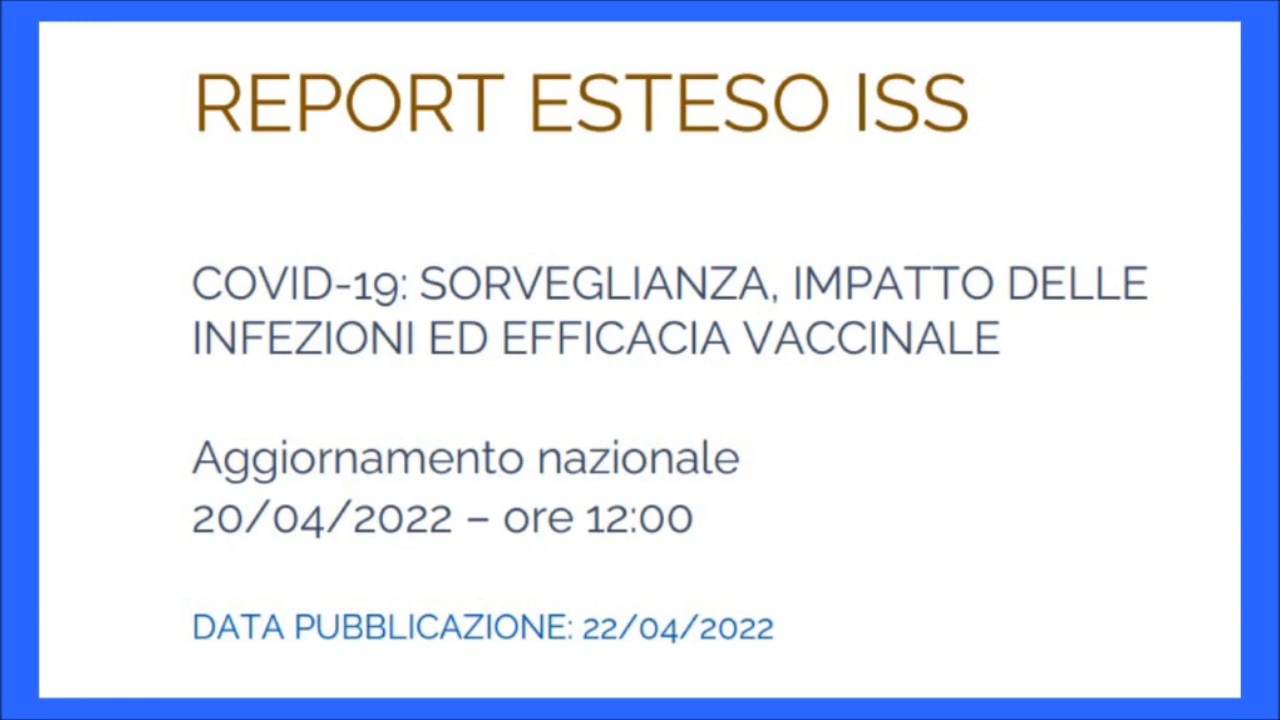 REPORT ESTESO ISS
COVID-19: SORVEGLIANZA, IMPATTO DELLE
INFEZIONI ED EFFICACIA VACCINALE
Aggiornamento nazionale
20/04/2022 – ore 12:00
DATA PUBBLICAZIONE: 22/04/2022